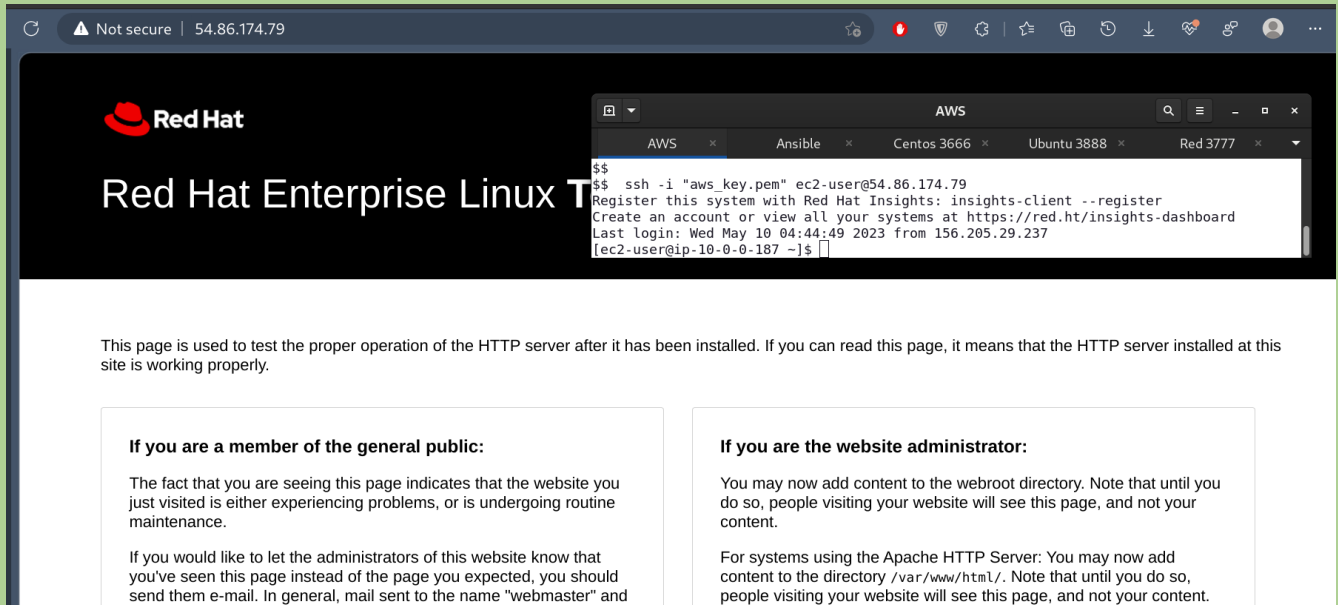 Not secure | 54.86.174.79
Red Hat
Red Hat Enterprise Linux T
AWS
AWS × Ansible × Centos 3666 × Ubuntu 3888 × Red 3777 ×
$$
$$  ssh -i "aws_key.pem" ec2-user@54.86.174.79
Register this system with Red Hat Insights: insights-client --register
Create an account or view all your systems at https://red.ht/insights-dashboard
Last login: Wed May 10 04:44:49 2023 from 156.205.29.237
[ec2-user@ip-10-0-0-187 ~]$
This page is used to test the proper operation of the HTTP server after it has been installed. If you can read this page, it means that the HTTP server installed at this
site is working properly.
If you are a member of the general public:
The fact that you are seeing this page indicates that the website you
just visited is either experiencing problems, or is undergoing routine
maintenance.
If you would like to let the administrators of this website know that
you've seen this page instead of the page you expected, you should
send them e-mail. In general, mail sent to the name "webmaster" and
If you are the website administrator:
You may now add content to the webroot directory. Note that until you
do so, people visiting your website will see this page, and not your
content.
For systems using the Apache HTTP Server: You may now add
content to the directory /var/www/html/. Note that until you do so,
people visiting your website will see this page, and not your content.